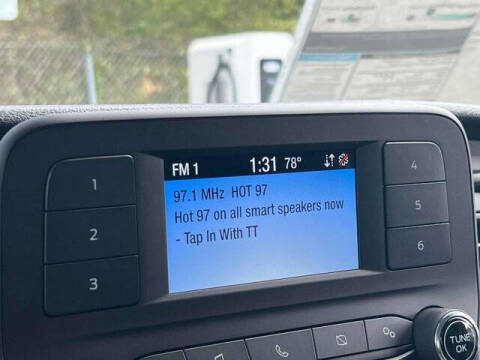 FM 1 1:31 78°
97.1 MHz HOT 97
Hot 97 on all smart speakers now
- Tap In With TT
1
2
3
4
5
6
TUNE
OK